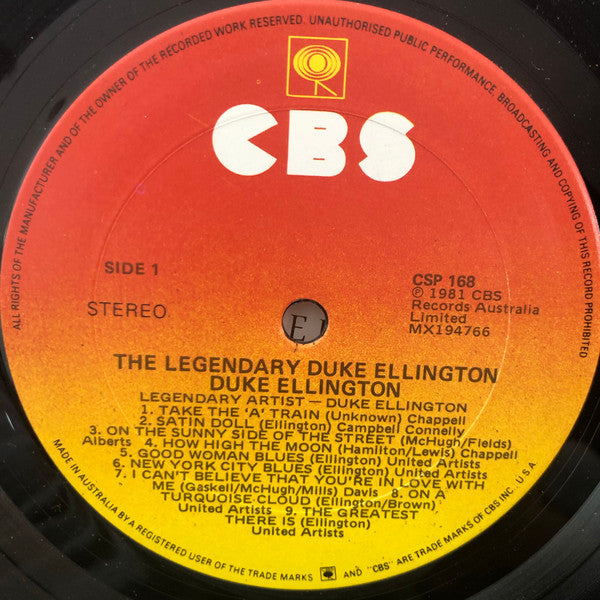 ALL RIGHTS OF THE MANUFACTURER AND OF THE OWNER OF THE RECORDED WORK RESERVED. UNAUTHORISED PUBLIC PERFORMANCE, BROADCASTING AND COPYING OF THIS RECORD PROHIBITED
CBS
SIDE 1
STEREO
CSP 168
℗ 1981 CBS
Records Australia
Limited
MX194766
THE LEGENDARY DUKE ELLINGTON
DUKE ELLINGTON
LEGENDARY ARTIST — DUKE ELLINGTON
1. TAKE THE 'A' TRAIN (Unknown) Chappell
2. SATIN DOLL (Ellington) Campbell Connelly
3. ON THE SUNNY SIDE OF THE STREET (McHugh/Fields)
Alberts 4. HOW HIGH THE MOON (Hamilton/Lewis) Chappell
5. GOOD WOMAN BLUES (Ellington) United Artists
6. NEW YORK CITY BLUES (Ellington) United Artists
7. I CAN'T BELIEVE THAT YOU'RE IN LOVE WITH
ME (Gaskell/McHugh/Mills) Davis 8. ON A
TURQUOISE CLOUD (Ellington/Brown)
United Artists 9. THE GREATEST
THERE IS (Ellington)
United Artists
MADE IN AUSTRALIA BY A REGISTERED USER OF THE TRADE MARKS AND "CBS" ARE TRADE MARKS OF CBS INC. U.S.A